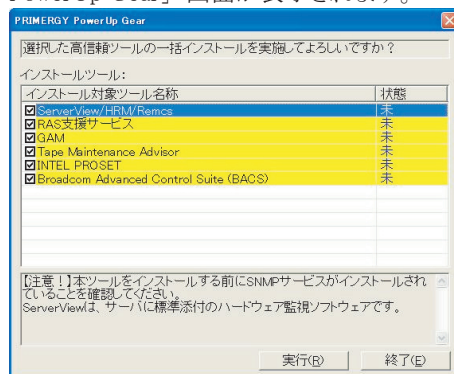 PowerUp Gear」画面が表示されます。
PRIMERGY PowerUp Gear
選択した高信頼ツールの一括インストールを実施してよろしいですか？
インストールツール:
インストール対象ツール名称 状態
ServerView/HRM/Remcs 未
RAS支援サービス 未
GAM 未
Tape Maintenance Advisor 未
INTEL PROSET 未
Broadcom Advanced Control Suite (BACS) 未
【注意！】本ツールをインストールする前にSNMPサービスがインストールされ
ていることを確認してください。
ServerViewは、サーバに標準添付のハードウェア監視ソフトウェアです。
実行(R) 終了(E)